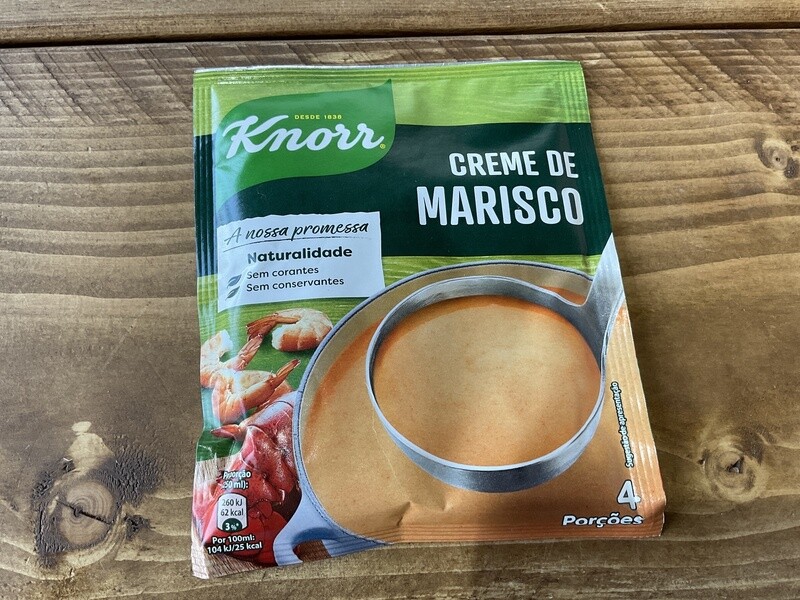 DESDE 1838
Knorr
CREME DE
MARISCO
A nossa promessa
Naturalidade
Sem corantes
Sem conservantes
Sugestão de apresentação
Porção
260 kJ
62 kcal
3%*
Por 100ml:
104 kJ/25 kcal
4
Porções